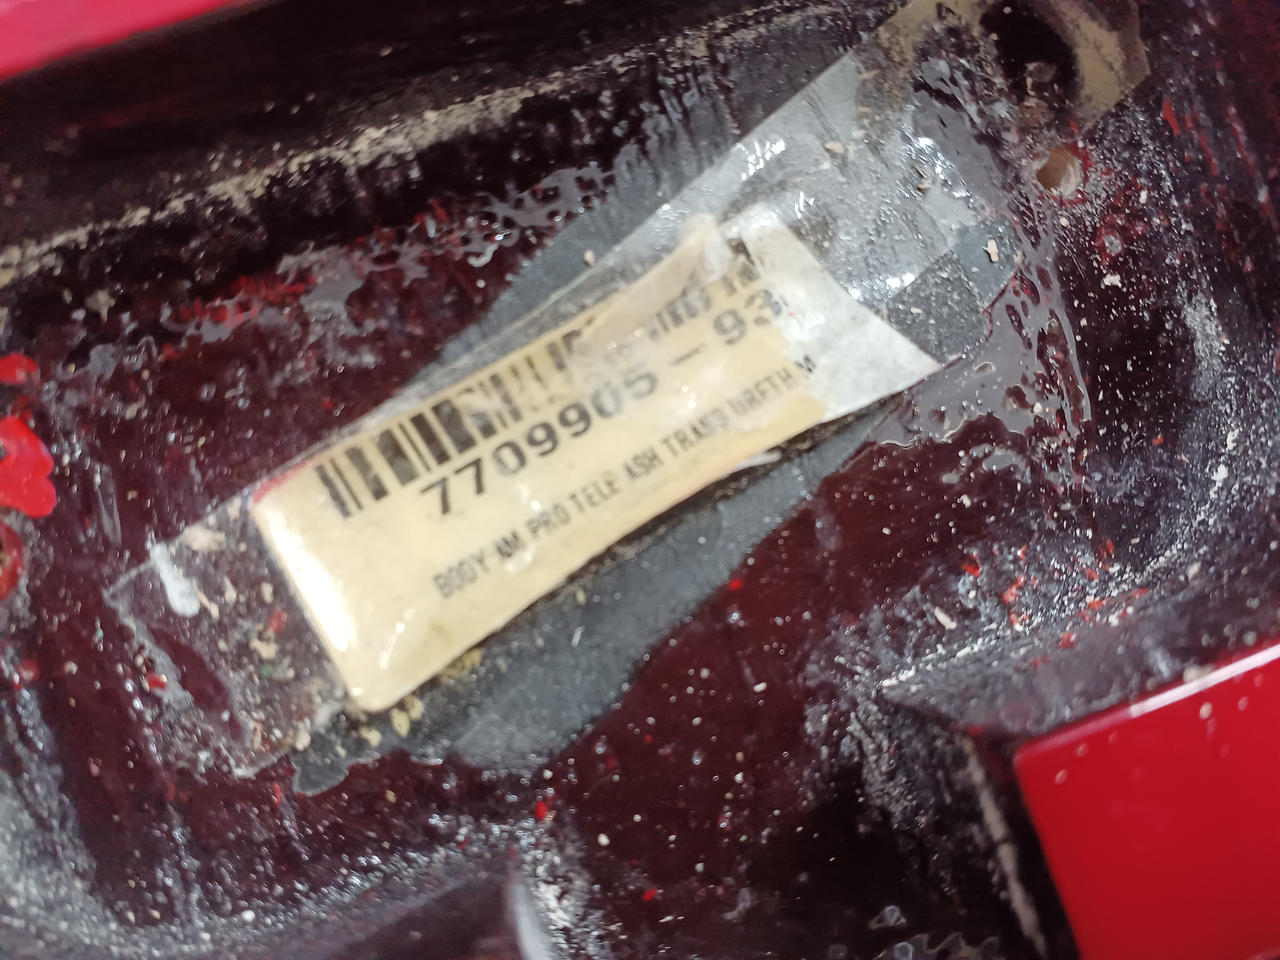 7709905-93
BODY-AM PRO TELE ASH TRANS URETH M